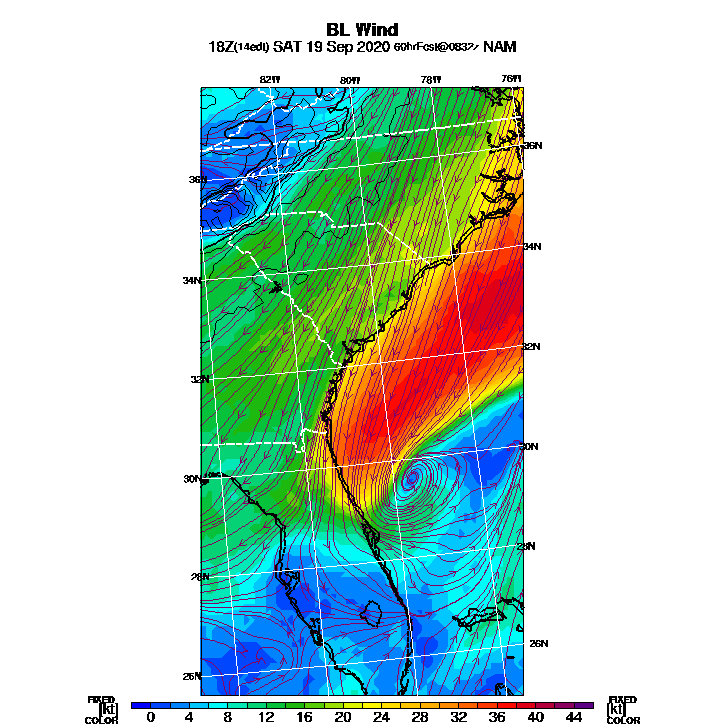 BL Wind
18Z(14edt) SAT 19 Sep 2020 60hrFcst@0832z NAM
82W 80W 78W 76W
36N
36N
34N
34N
32N
32N
30N
30N
28N
28N
26N
26N
FIXED FIXED
[kt] 0 4 8 12 16 20 24 28 32 36 40 44 [kt]
COLOR COLOR